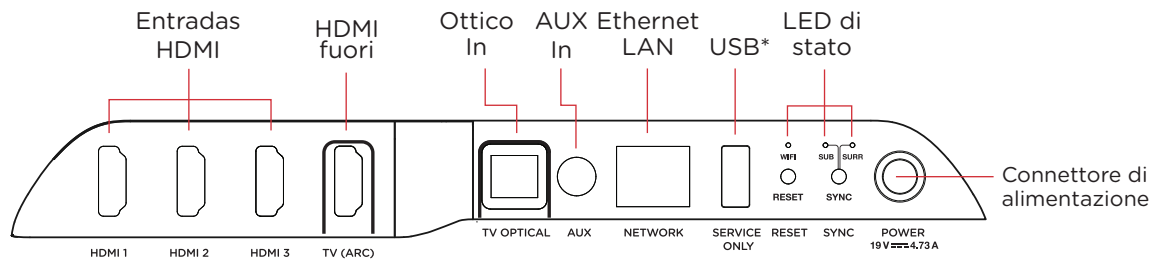 Entradas
HDMI
HDMI
fuori
Ottico
In
AUX
In
Ethernet
LAN
USB*
LED di
stato
WIFI
SUB
SURR
RESET
SYNC
Connettore di
alimentazione
HDMI 1
HDMI 2
HDMI 3
TV (ARC)
TV OPTICAL
AUX
NETWORK
SERVICE
ONLY
RESET
SYNC
POWER
19 V⎓4.73 A